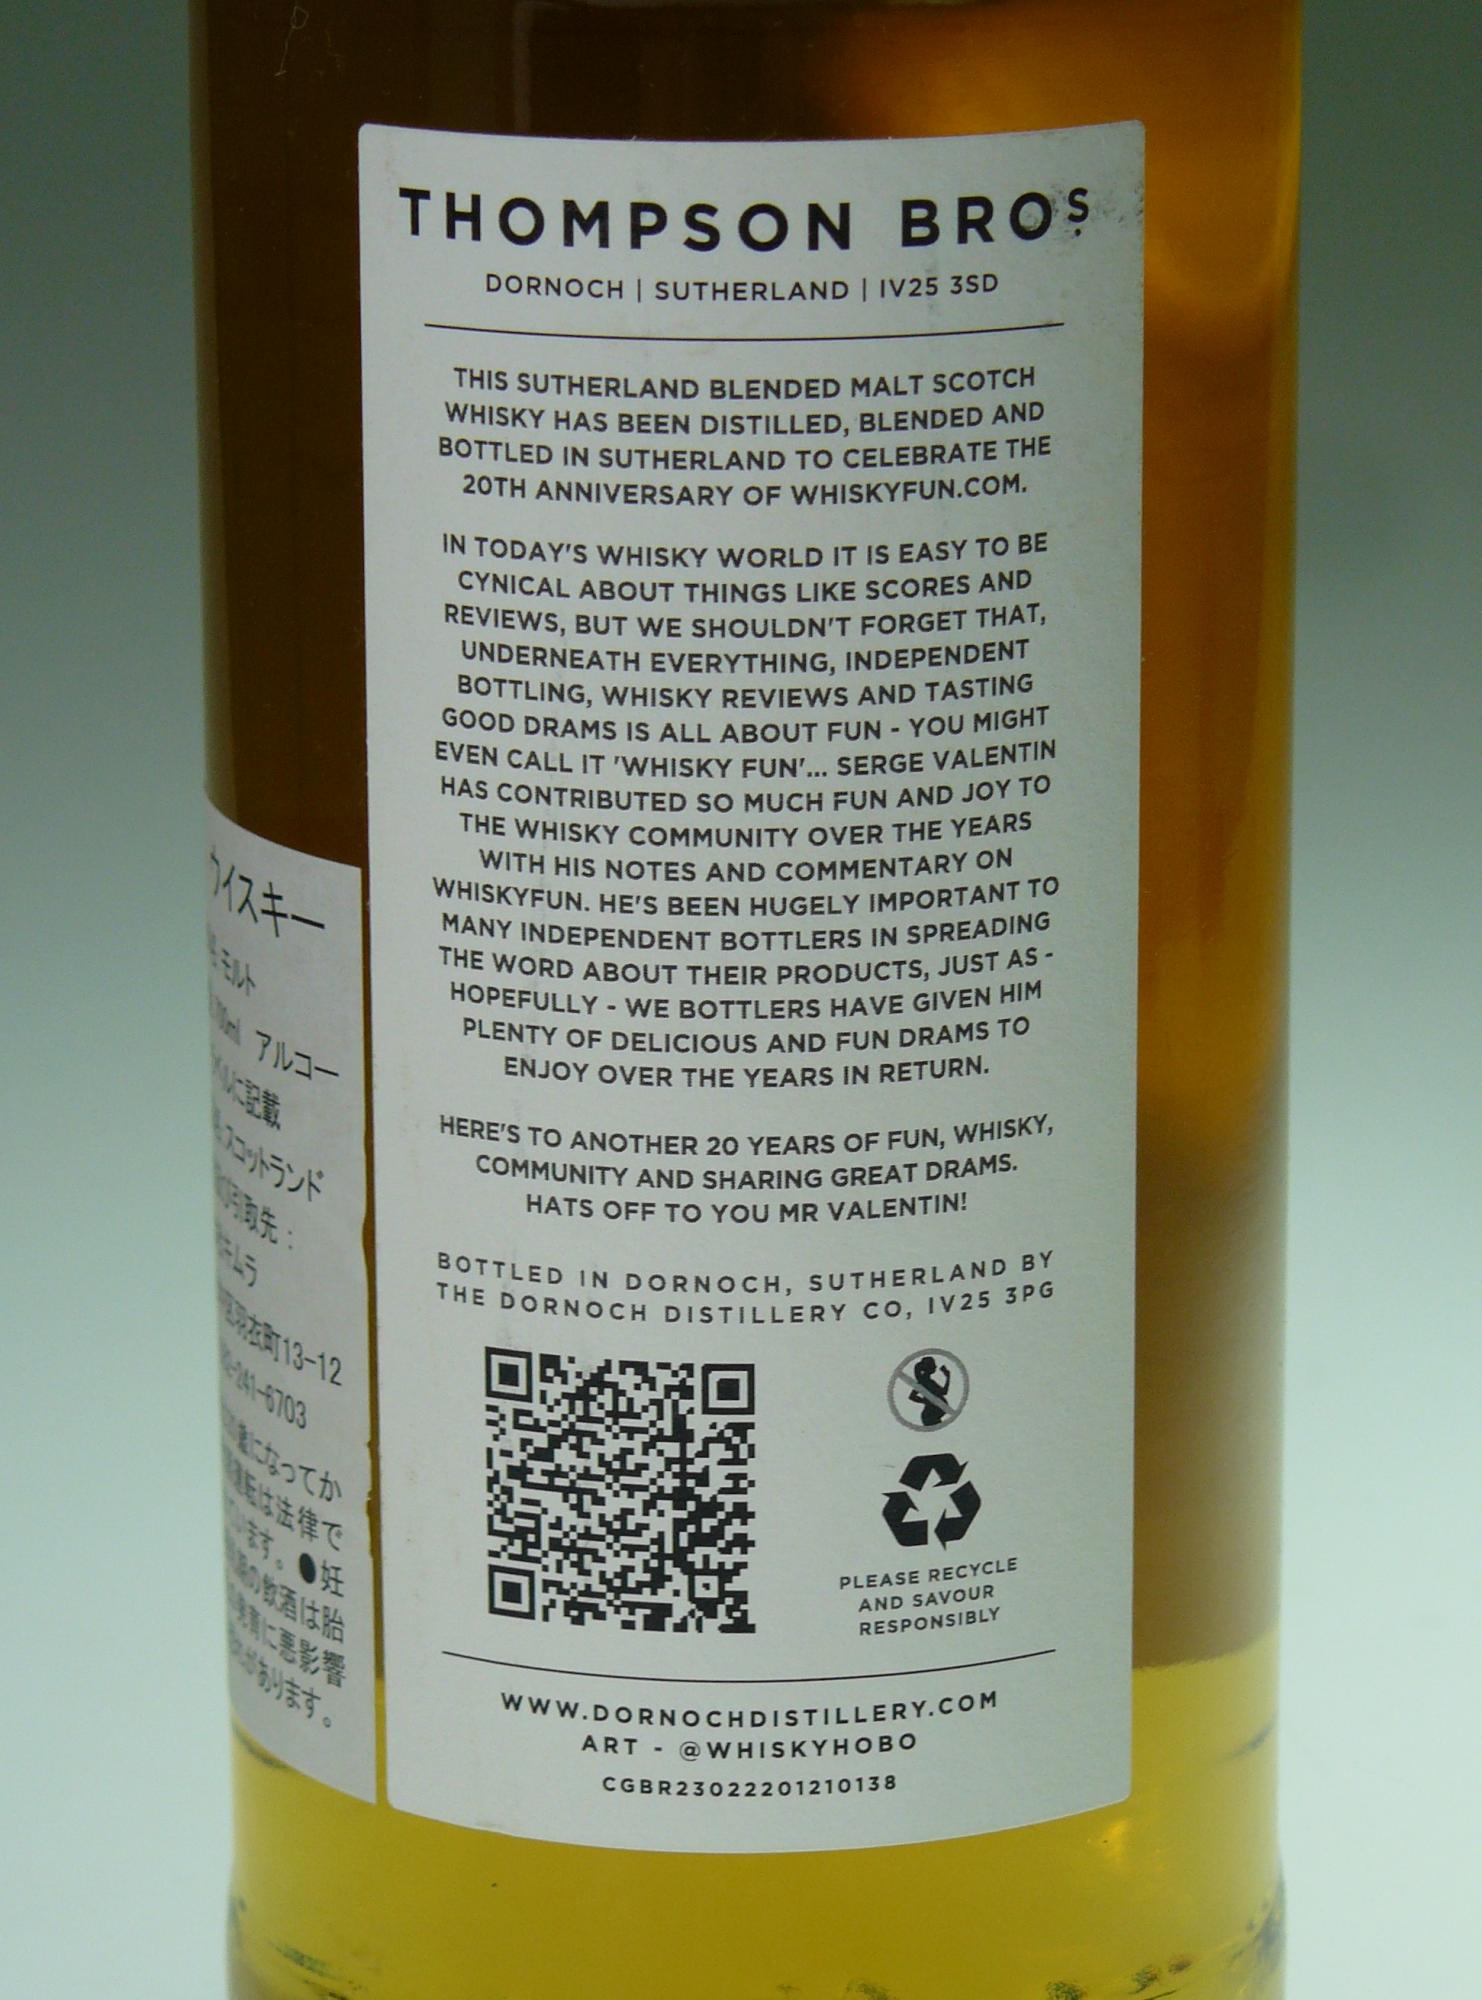 THOMPSON BROS.
DORNOCH | SUTHERLAND | IV25 3SD
THIS SUTHERLAND BLENDED MALT SCOTCH
WHISKY HAS BEEN DISTILLED, BLENDED AND
BOTTLED IN SUTHERLAND TO CELEBRATE THE
20TH ANNIVERSARY OF WHISKYFUN.COM.
IN TODAY'S WHISKY WORLD IT IS EASY TO BE
CYNICAL ABOUT THINGS LIKE SCORES AND
REVIEWS, BUT WE SHOULDN'T FORGET THAT,
UNDERNEATH EVERYTHING, INDEPENDENT
BOTTLING, WHISKY REVIEWS AND TASTING
GOOD DRAMS IS ALL ABOUT FUN - YOU MIGHT
EVEN CALL IT 'WHISKY FUN'... SERGE VALENTIN
HAS CONTRIBUTED SO MUCH FUN AND JOY TO
THE WHISKY COMMUNITY OVER THE YEARS
WITH HIS NOTES AND COMMENTARY ON
WHISKYFUN. HE'S BEEN HUGELY IMPORTANT TO
MANY INDEPENDENT BOTTLERS IN SPREADING
THE WORD ABOUT THEIR PRODUCTS, JUST AS -
HOPEFULLY - WE BOTTLERS HAVE GIVEN HIM
PLENTY OF DELICIOUS AND FUN DRAMS TO
ENJOY OVER THE YEARS IN RETURN.
HERE'S TO ANOTHER 20 YEARS OF FUN, WHISKY,
COMMUNITY AND SHARING GREAT DRAMS.
HATS OFF TO YOU MR VALENTIN!
BOTTLED IN DORNOCH, SUTHERLAND BY
THE DORNOCH DISTILLERY CO, IV25 3PG
PLEASE RECYCLE
AND SAVOUR
RESPONSIBLY
WWW.DORNOCHDISTILLERY.COM
ART - @WHISKYHOBO
CGBR23022201210138
ウイスキー
モルト
700ml アルコー
ベルに記載
スコットランド
引取先：
キムラ
羽衣町13-12
-241-6703
歳になってか
運転は法律で
います。●妊
の飲酒は胎
に悪影響
があります。